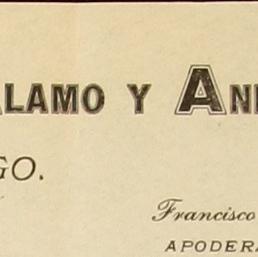 ALAMO Y AN
GO.
Francisco
APODERA